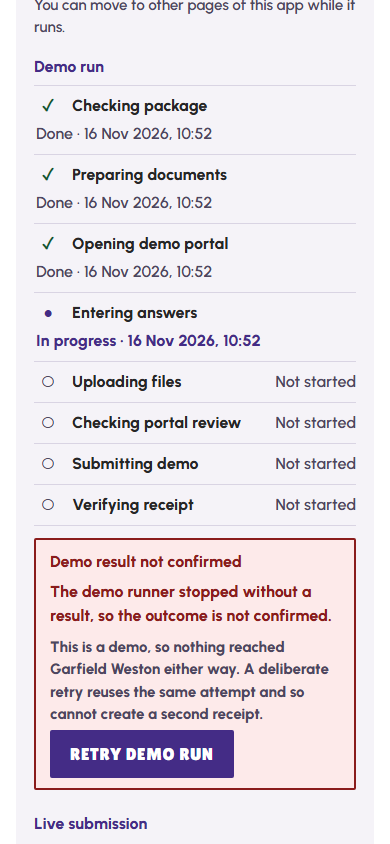 You can move to other pages of this app while it
runs.
Demo run
✓ Checking package
Done · 16 Nov 2026, 10:52
✓ Preparing documents
Done · 16 Nov 2026, 10:52
✓ Opening demo portal
Done · 16 Nov 2026, 10:52
● Entering answers
In progress · 16 Nov 2026, 10:52
○ Uploading files Not started
○ Checking portal review Not started
○ Submitting demo Not started
○ Verifying receipt Not started
Demo result not confirmed
The demo runner stopped without a
result, so the outcome is not confirmed.
This is a demo, so nothing reached
Garfield Weston either way. A deliberate
retry reuses the same attempt and so
cannot create a second receipt.
RETRY DEMO RUN
Live submission